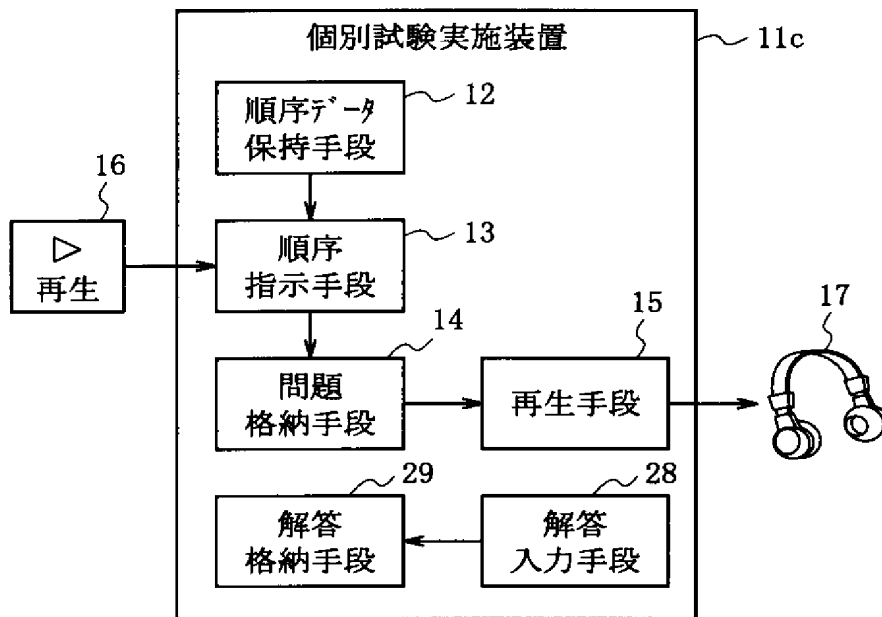 個別試験実施装置
11c
順序データ
保持手段
12
16
▷
再生
順序
指示手段
13
14
問題
格納手段
15
再生手段
17
29
解答
格納手段
28
解答
入力手段